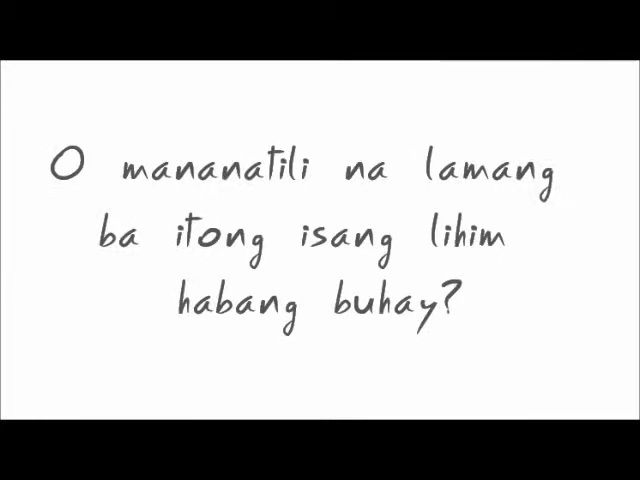 O mananatili na lamang
ba itong isang lihim
habang buhay?